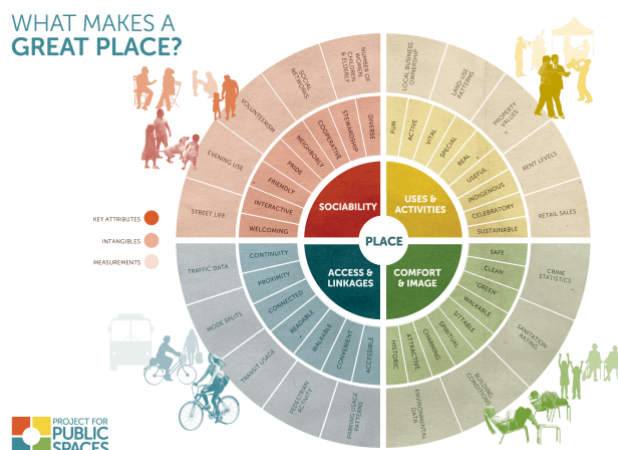 WHAT MAKES A
GREAT PLACE?
KEY ATTRIBUTES
INTANGIBLES
MEASUREMENTS
PLACE
SOCIABILITY
WELCOMING
INTERACTIVE
FRIENDLY
PRIDE
NEIGHBORLY
COOPERATIVE
STEWARDSHIP
DIVERSE
STREET LIFE
EVENING USE
VOLUNTEERISM
SOCIAL
NETWORKS
NUMBER OF
WOMEN,
CHILDREN
& ELDERLY
USES &
ACTIVITIES
FUN
ACTIVE
VITAL
SPECIAL
REAL
USEFUL
INDIGENOUS
CELEBRATORY
SUSTAINABLE
LOCAL BUSINESS
OWNERSHIP
LAND-USE
PATTERNS
PROPERTY
VALUES
RENT LEVELS
RETAIL SALES
COMFORT
& IMAGE
SAFE
CLEAN
"GREEN"
WALKABLE
SITTABLE
SPIRITUAL
CHARMING
ATTRACTIVE
HISTORIC
CRIME
STATISTICS
SANITATION
RATING
BUILDING
CONDITIONS
ENVIRONMENTAL
DATA
ACCESS &
LINKAGES
CONTINUITY
PROXIMITY
CONNECTED
READABLE
WALKABLE
CONVENIENT
ACCESSIBLE
TRAFFIC DATA
MODE SPLITS
TRANSIT USAGE
PEDESTRIAN
ACTIVITY
PARKING USAGE
PATTERNS
PROJECT FOR
PUBLIC
SPACES